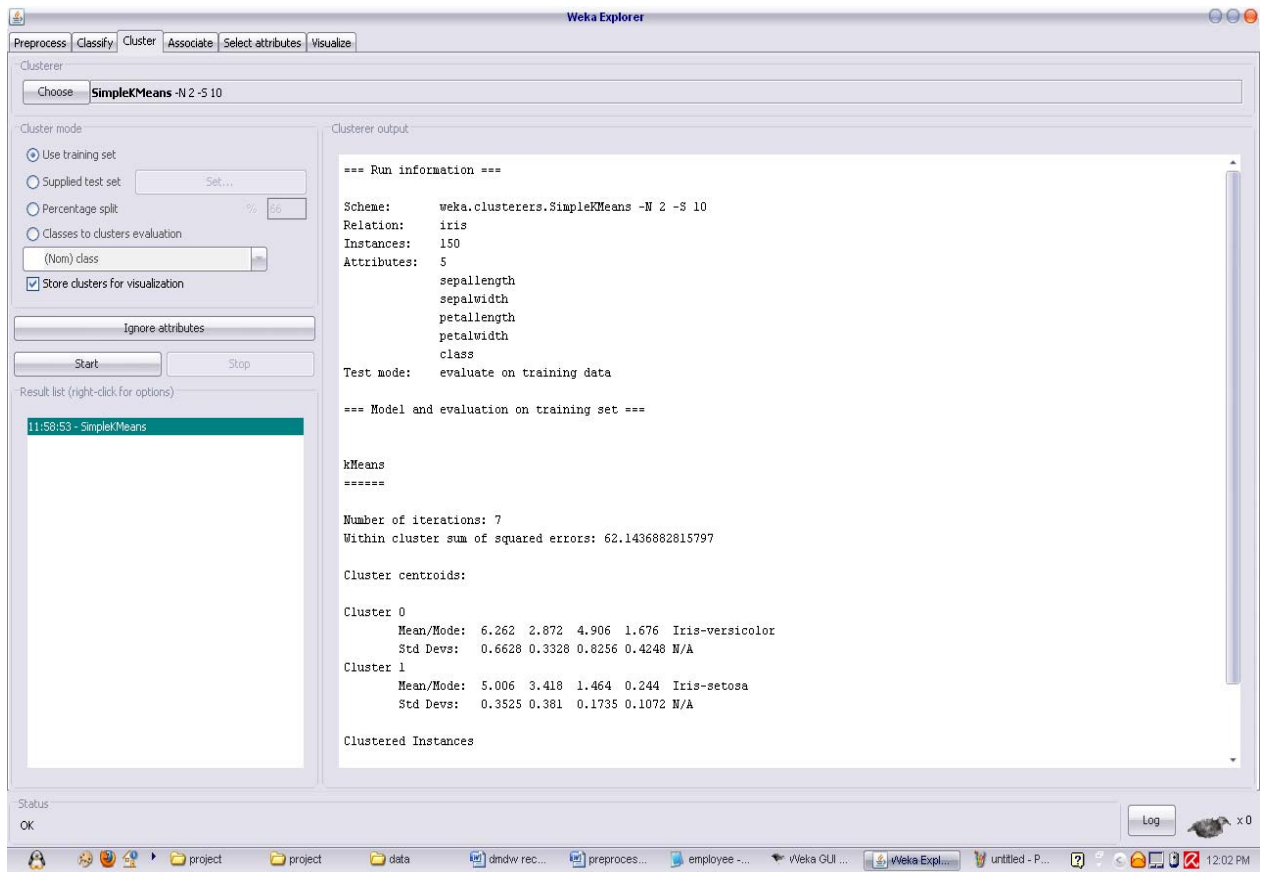 Weka Explorer
Preprocess Classify Cluster Associate Select attributes Visualize
Clusterer
Choose SimpleKMeans -N 2 -S 10
Cluster mode
Use training set
Supplied test set Set...
Percentage split % 66
Classes to clusters evaluation
(Nom) class
Store clusters for visualization
Ignore attributes
Start Stop
Result list (right-click for options)
11:58:53 - SimpleKMeans
Clusterer output
=== Run information ===
Scheme: weka.clusterers.SimpleKMeans -N 2 -S 10
Relation: iris
Instances: 150
Attributes: 5
sepallength
sepalwidth
petallength
petalwidth
class
Test mode: evaluate on training data
=== Model and evaluation on training set ===
kMeans
======
Number of iterations: 7
Within cluster sum of squared errors: 62.1436882815797
Cluster centroids:
Cluster 0
Mean/Mode: 6.262 2.872 4.906 1.676 Iris-versicolor
Std Devs: 0.6628 0.3328 0.8256 0.4248 N/A
Cluster 1
Mean/Mode: 5.006 3.418 1.464 0.244 Iris-setosa
Std Devs: 0.3525 0.381 0.1735 0.1072 N/A
Clustered Instances
Status
OK
Log x 0
project project data dmdw rec... preproces... employee -... Weka GUI ... Weka Expl... untitled - P... 12:02 PM